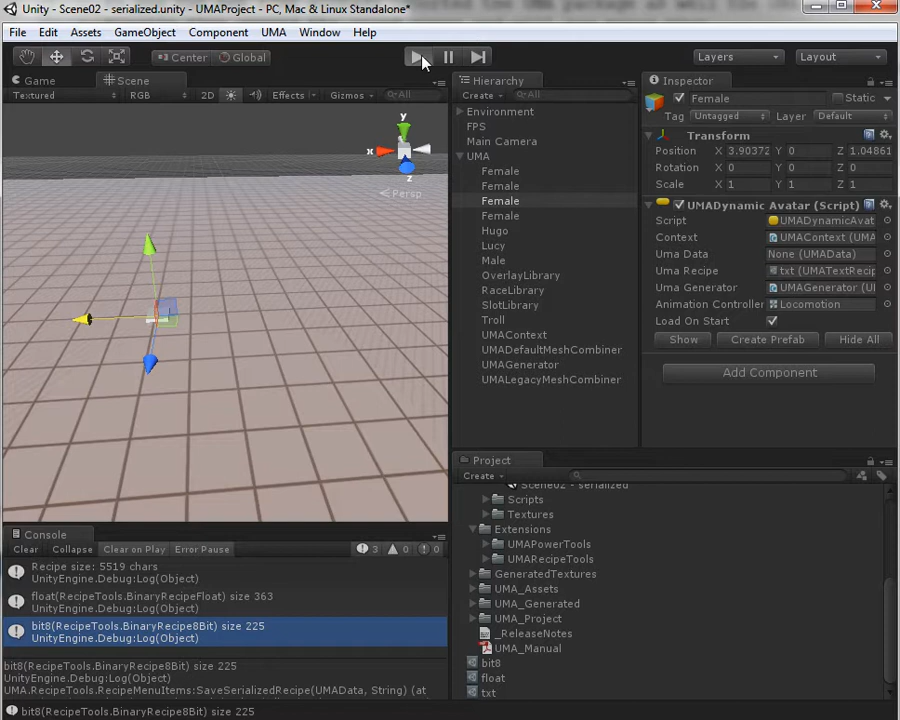 Unity - Scene02 - serialized.unity - UMAProject - PC, Mac & Linux Standalone*
File Edit Assets GameObject Component UMA Window Help
Center Global Layers Layout
Game Scene
Textured RGB 2D Effects Gizmos All
y
x
z
Persp
Hierarchy
Create All
Environment
FPS
Main Camera
UMA
Female
Female
Female
Female
Hugo
Lucy
Male
OverlayLibrary
RaceLibrary
SlotLibrary
Troll
UMAContext
UMADefaultMeshCombiner
UMAGenerator
UMALegacyMeshCombiner
Inspector
Female Static
Tag Untagged Layer Default
Transform
Position X 3.90372 Y 0 Z 1.04861
Rotation X 0 Y 0 Z 0
Scale X 1 Y 1 Z 1
UMADynamic Avatar (Script)
Script UMADynamicAvat
Context UMAContext (UMA
Uma Data None (UMAData)
Uma Recipe txt (UMATextRecip
Uma Generator UMAGenerator (U
Animation Controller Locomotion
Load On Start
Show Create Prefab Hide All
Add Component
Project
Create
Scene02 - serialized
Scripts
Textures
Extensions
UMAPowerTools
UMARecipeTools
GeneratedTextures
UMA_Assets
UMA_Generated
UMA_Project
_ReleaseNotes
UMA_Manual
bit8
float
txt
Console
Clear Collapse Clear on Play Error Pause 3 0 0
Recipe size: 5519 chars
UnityEngine.Debug:Log(Object)
float(RecipeTools.BinaryRecipeFloat) size 363
UnityEngine.Debug:Log(Object)
bit8(RecipeTools.BinaryRecipe8Bit) size 225
UnityEngine.Debug:Log(Object)
bit8(RecipeTools.BinaryRecipe8Bit) size 225
UnityEngine.Debug:Log(Object)
UMA.RecipeTools.RecipeMenuItems:SaveSerializedRecipe(UMAData, String) (at
bit8(RecipeTools.BinaryRecipe8Bit) size 225